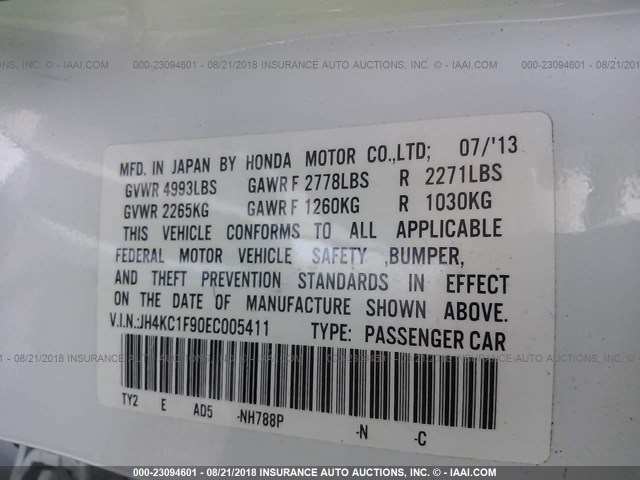 000-23094601 - 08/21/2018 INSURANCE AUTO AUCTIONS, INC. © - IAAI.COM
MFD. IN JAPAN BY HONDA MOTOR CO.,LTD; 07/'13
GVWR 4993LBS GAWR F 2778LBS R 2271LBS
GVWR 2265KG GAWR F 1260KG R 1030KG
THIS VEHICLE CONFORMS TO ALL APPLICABLE
FEDERAL MOTOR VEHICLE SAFETY ,BUMPER,
AND THEFT PREVENTION STANDARDS IN EFFECT
ON THE DATE OF MANUFACTURE SHOWN ABOVE.
V.I.N.:JH4KC1F90EC005411 TYPE: PASSENGER CAR
TY2 E AD5 -NH788P -N -C
000-23094601 - 08/21/2018 INSURANCE AUTO AUCTIONS, INC. © - IAAI.COM